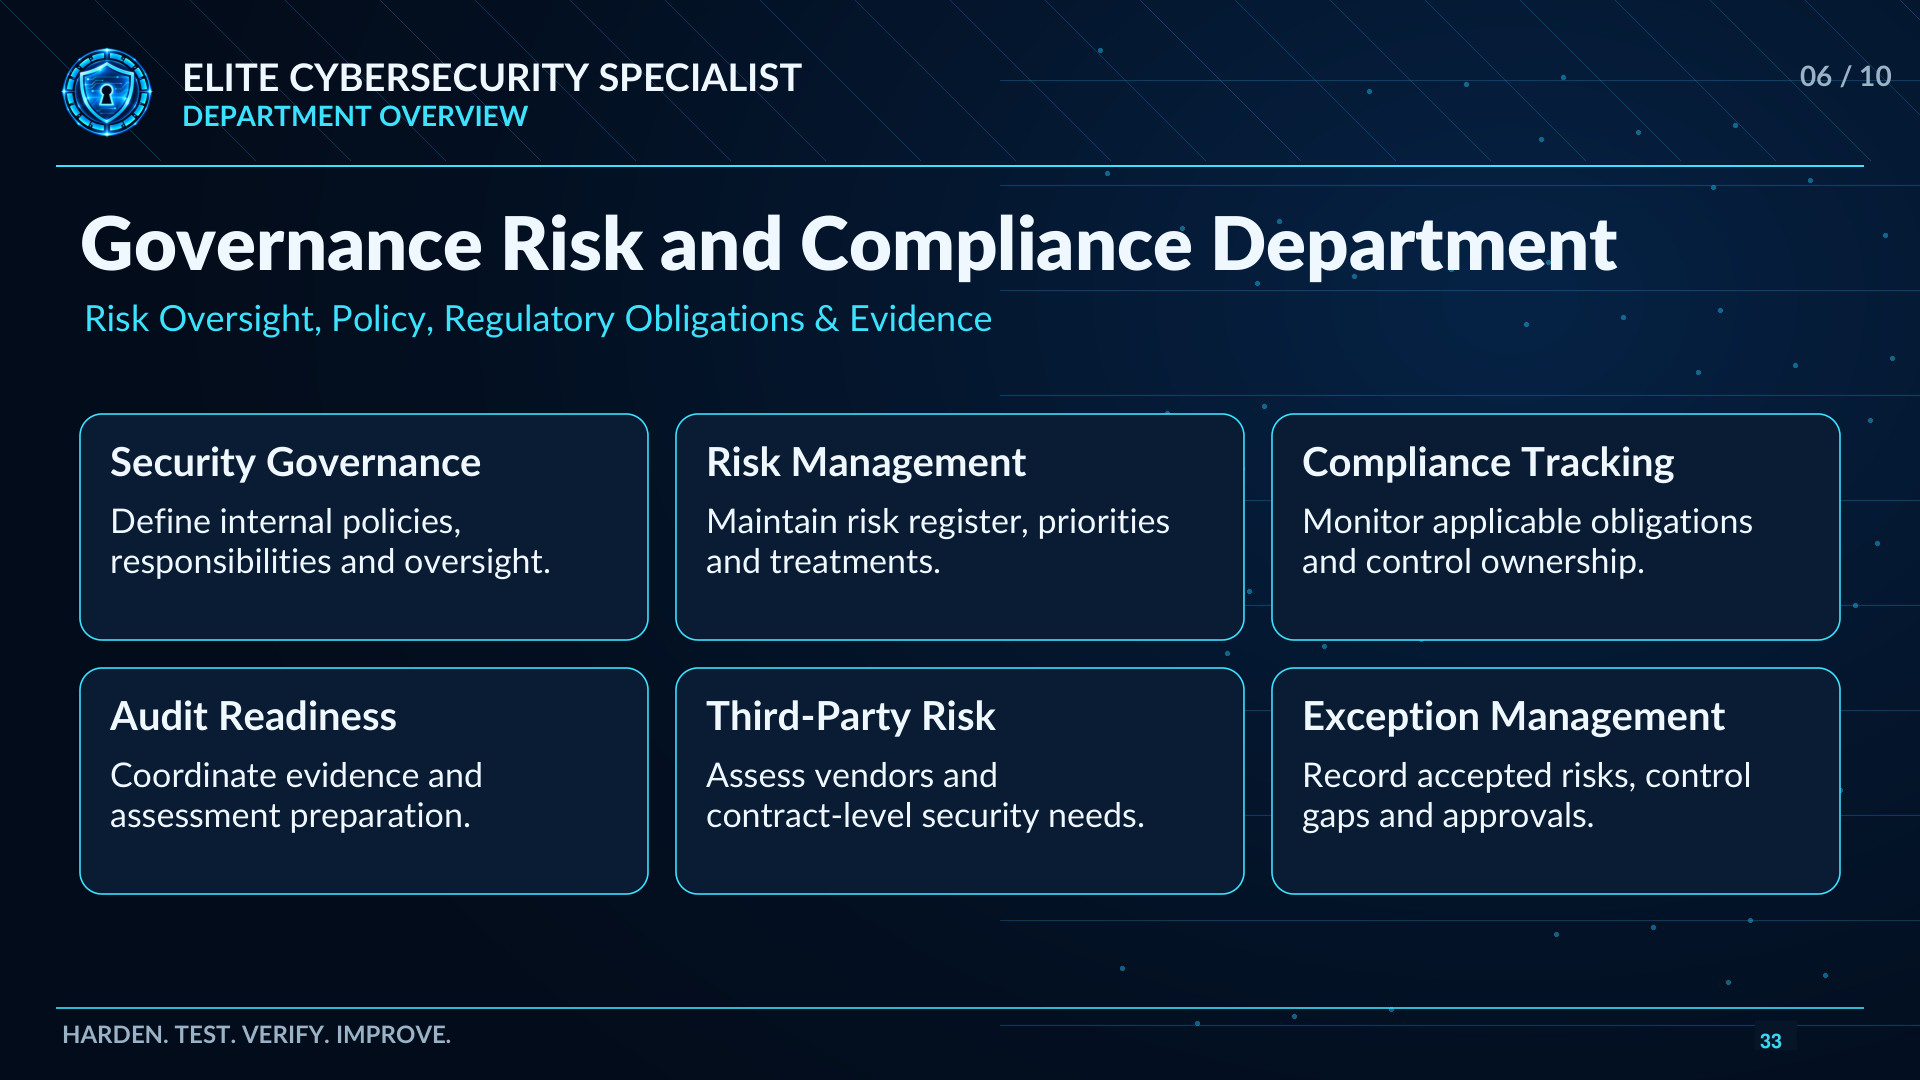 ELITE CYBERSECURITY SPECIALIST
DEPARTMENT OVERVIEW
06 / 10
Governance Risk and Compliance Department
Risk Oversight, Policy, Regulatory Obligations & Evidence
Security Governance
Define internal policies,
responsibilities and oversight.
Risk Management
Maintain risk register, priorities
and treatments.
Compliance Tracking
Monitor applicable obligations
and control ownership.
Audit Readiness
Coordinate evidence and
assessment preparation.
Third-Party Risk
Assess vendors and
contract-level security needs.
Exception Management
Record accepted risks, control
gaps and approvals.
HARDEN. TEST. VERIFY. IMPROVE.
33